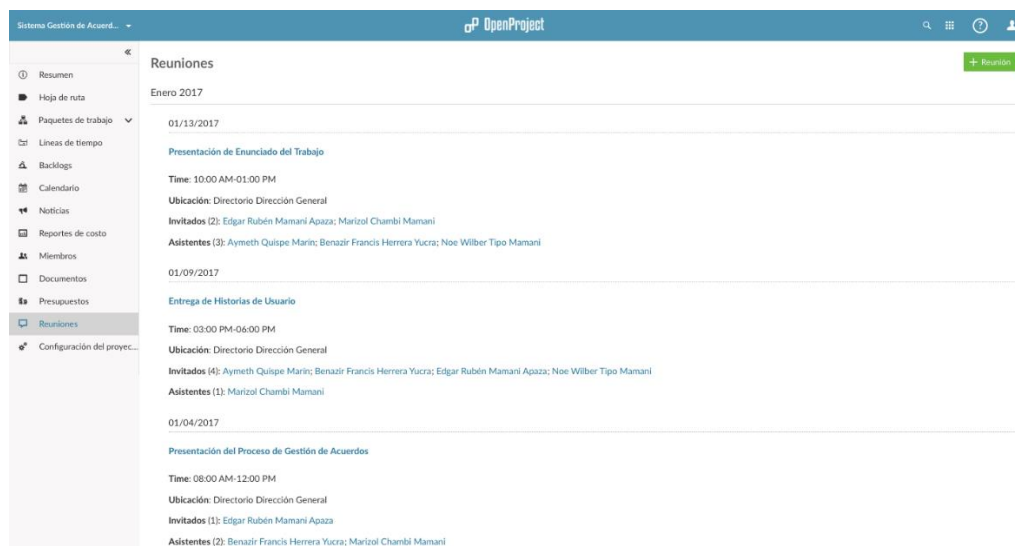 Sistema Gestión de Acuerd...
OpenProject
Resumen
Hoja de ruta
Paquetes de trabajo
Líneas de tiempo
Backlogs
Calendario
Noticias
Reportes de costo
Miembros
Documentos
Presupuestos
Reuniones
Configuración del proyec...
Reuniones
+ Reunión
Enero 2017
01/13/2017
Presentación de Enunciado del Trabajo
Time: 10:00 AM-01:00 PM
Ubicación: Directorio Dirección General
Invitados (2): Edgar Rubén Mamani Apaza; Marizol Chambi Mamani
Asistentes (3): Aymeth Quispe Marin; Benazir Francis Herrera Yucra; Noe Wilber Tipo Mamani
01/09/2017
Entrega de Historias de Usuario
Time: 03:00 PM-06:00 PM
Ubicación: Directorio Dirección General
Invitados (4): Aymeth Quispe Marin; Benazir Francis Herrera Yucra; Edgar Rubén Mamani Apaza; Noe Wilber Tipo Mamani
Asistentes (1): Marizol Chambi Mamani
01/04/2017
Presentación del Proceso de Gestión de Acuerdos
Time: 08:00 AM-12:00 PM
Ubicación: Directorio Dirección General
Invitados (1): Edgar Rubén Mamani Apaza
Asistentes (2): Benazir Francis Herrera Yucra; Marizol Chambi Mamani